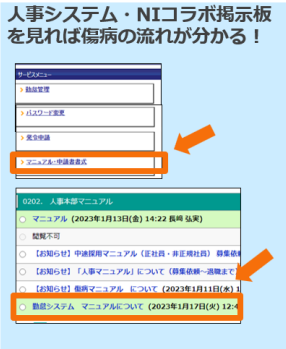 人事システム・NIコラボ掲示板
を見れば傷病の流れが分かる！
サービスメニュー
> 勤怠管理
> パスワード変更
> 発令申請
> マニュアル・申請書書式
0202. 人事本部マニュアル
マニュアル (2023年1月13日(金) 14:22 長崎 弘実)
閲覧不可
【お知らせ】中途採用マニュアル（正社員・非正規社員） 募集依
【お知らせ】「人事マニュアル」について（募集依頼～退職まで
【お知らせ】傷病マニュアル について (2023年1月11日(水) 1
勤怠システム マニュアルについて (2023年1月17日(火) 12:4